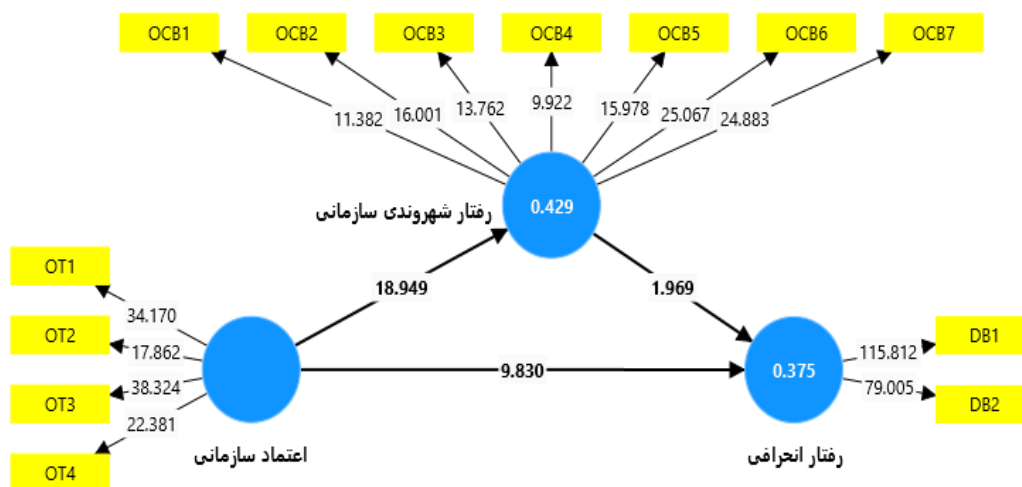 OCB1 OCB2 OCB3 OCB4 OCB5 OCB6 OCB7
11.382 16.001 13.762 9.922 15.978 25.067 24.883
0.429
رفتار شهروندی سازمانی
OT1
34.170
18.949
1.969
OT2
17.862
DB1
115.812
9.830
0.375
OT3
38.324
79.005
DB2
22.381
اعتماد سازمانی
رفتار انحرافی
OT4